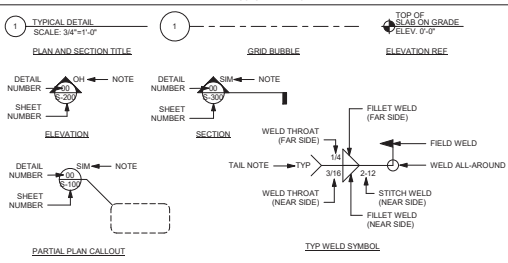 1
TYPICAL DETAIL
SCALE: 3/4"=1'-0"
PLAN AND SECTION TITLE
1
GRID BUBBLE
TOP OF
SLAB ON GRADE
ELEV. 0'-0"
ELEVATION REF
DETAIL
NUMBER
00
S-200
OH
NOTE
SHEET
NUMBER
ELEVATION
DETAIL
NUMBER
00
S-300
SIM
NOTE
SHEET
NUMBER
SECTION
DETAIL
NUMBER
00
S-100
SIM
NOTE
SHEET
NUMBER
PARTIAL PLAN CALLOUT
FILLET WELD
(FAR SIDE)
WELD THROAT
(FAR SIDE)
1/4
FIELD WELD
TAIL NOTE
TYP
WELD ALL-AROUND
3/16
2-12
WELD THROAT
(NEAR SIDE)
STITCH WELD
(NEAR SIDE)
FILLET WELD
(NEAR SIDE)
TYP WELD SYMBOL